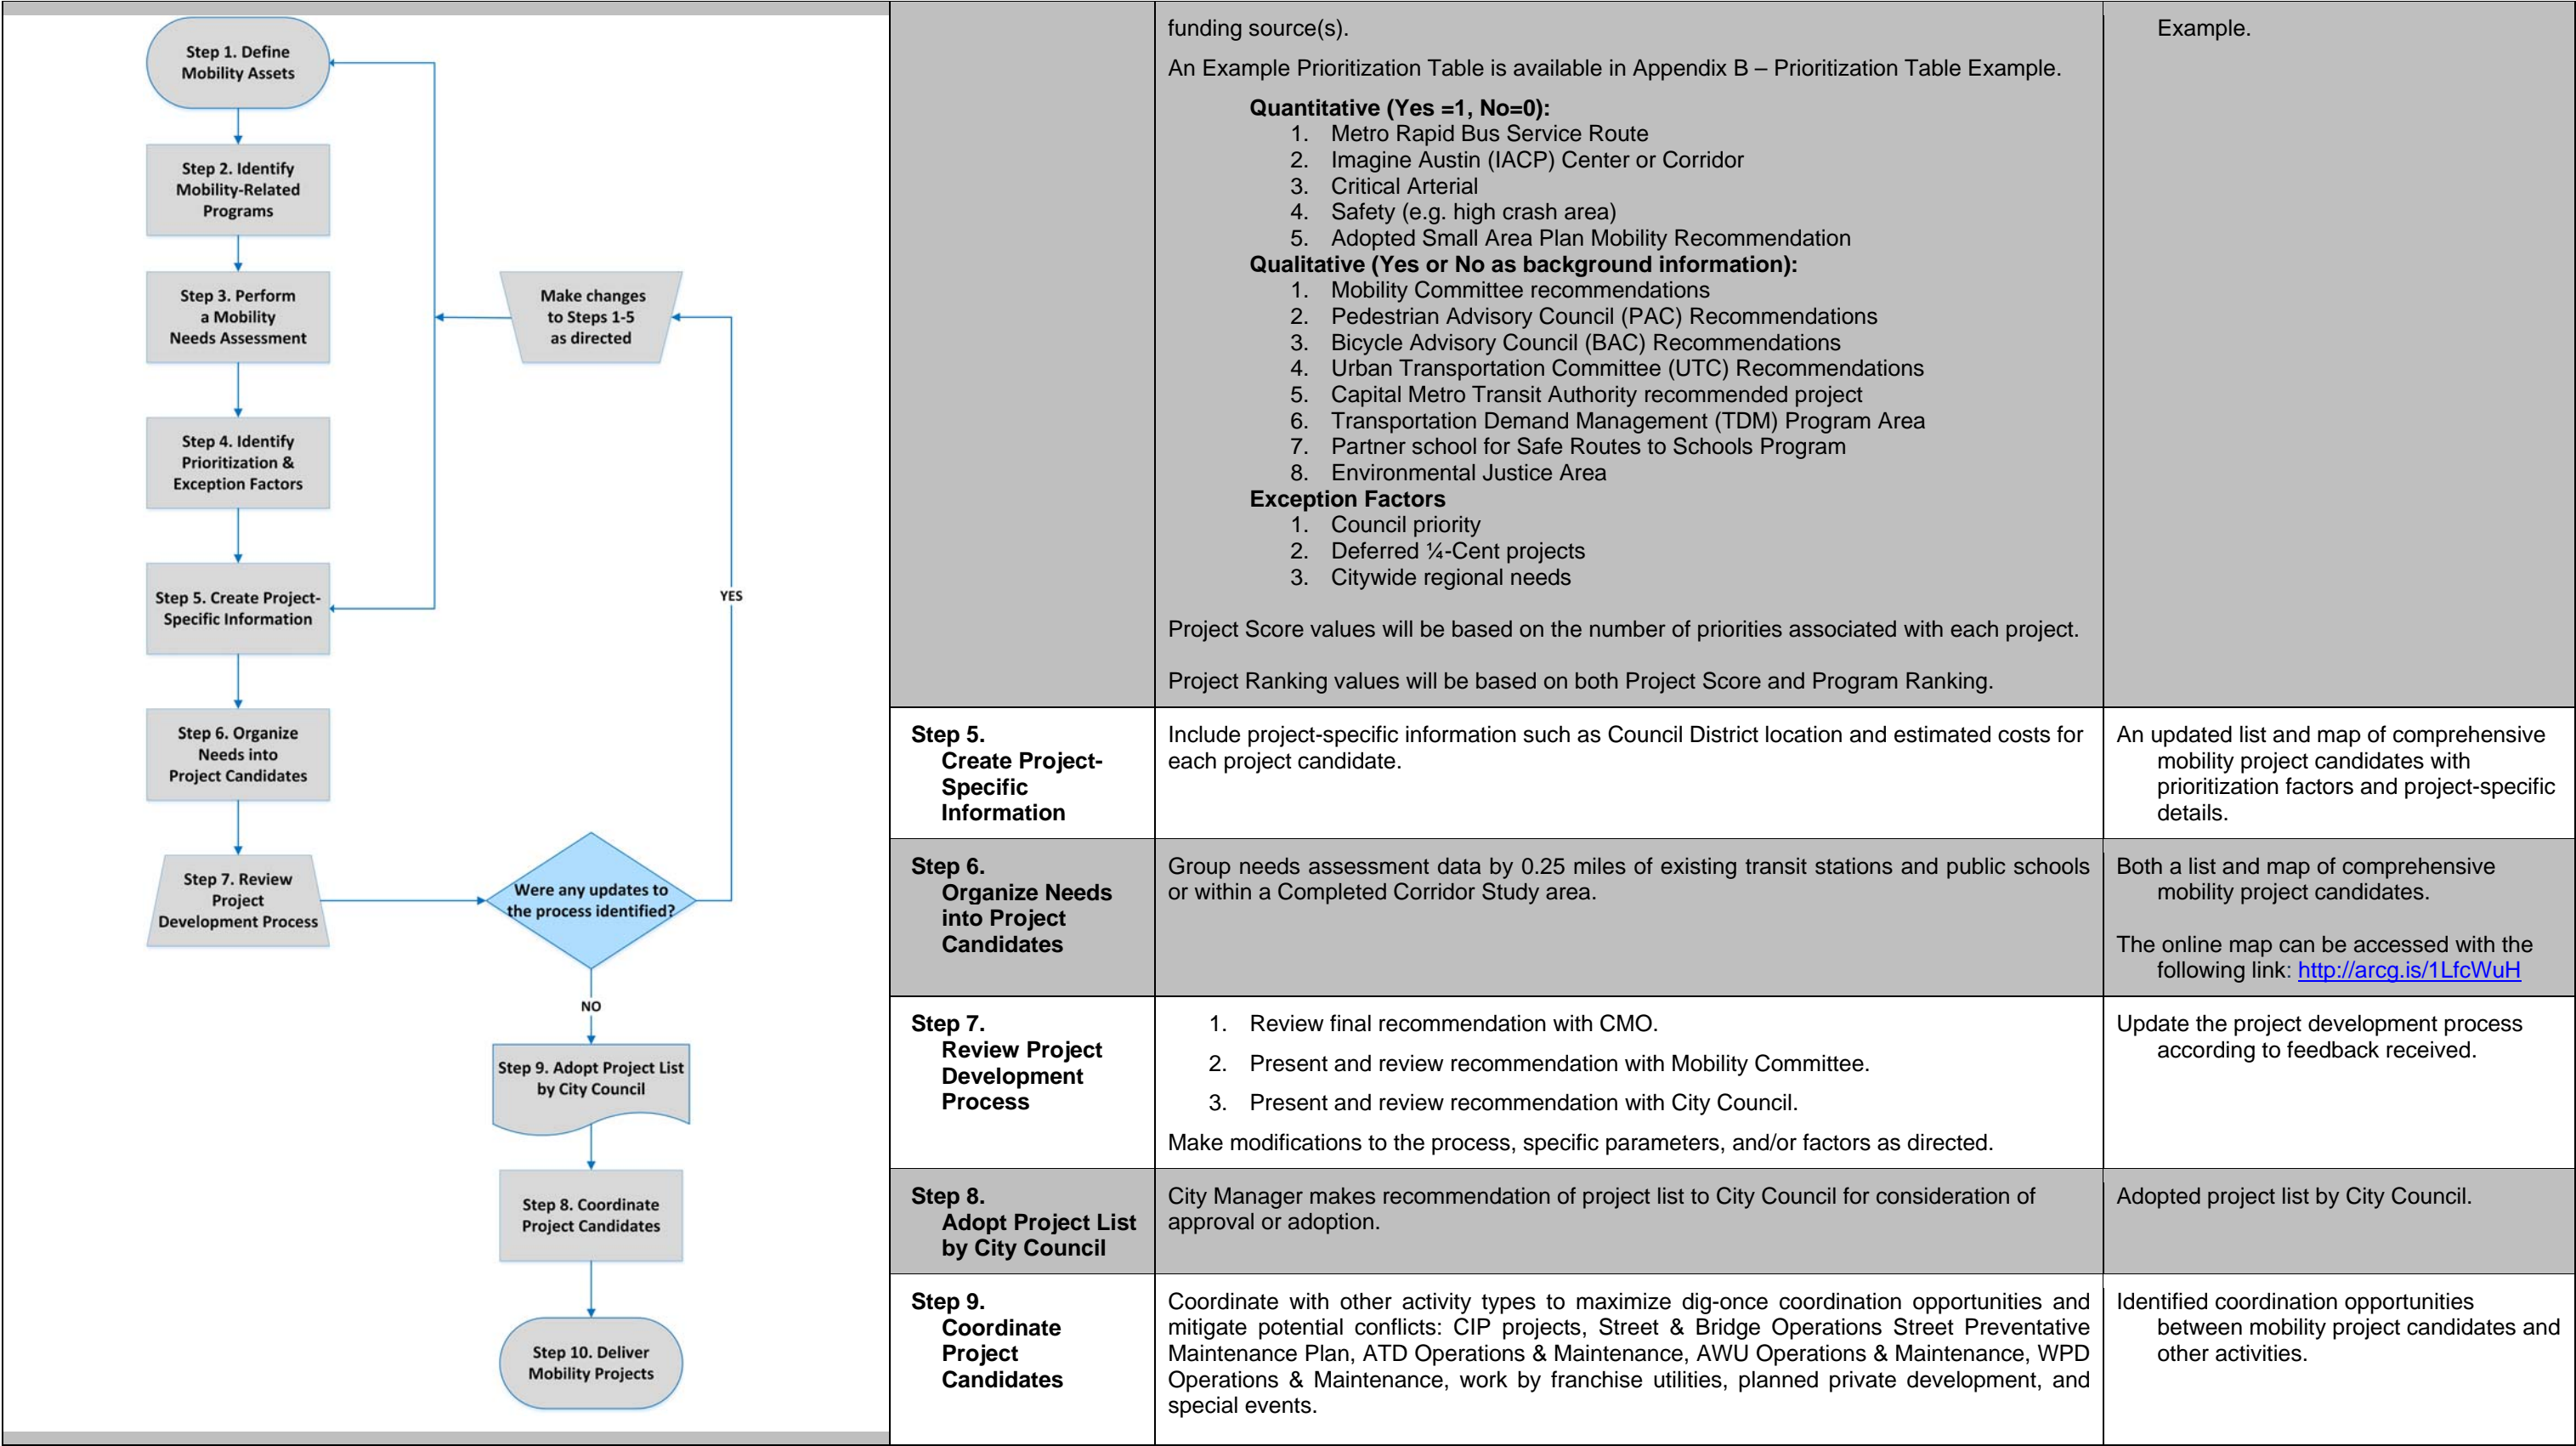 Step 1. Define
Mobility Assets
Step 2. Identify
Mobility-Related
Programs
Step 3. Perform
a Mobility
Needs Assessment
Make changes
to Steps 1-5
as directed
Step 4. Identify
Prioritization &
Exception Factors
Step 5. Create Project-
Specific Information
YES
Step 6. Organize
Needs into
Project Candidates
Step 7. Review
Project
Development Process
Were any updates to
the process identified?
NO
Step 9. Adopt Project List
by City Council
Step 8. Coordinate
Project Candidates
Step 10. Deliver
Mobility Projects
funding source(s).
An Example Prioritization Table is available in Appendix B – Prioritization Table Example.
Quantitative (Yes =1, No=0):
1. Metro Rapid Bus Service Route
2. Imagine Austin (IACP) Center or Corridor
3. Critical Arterial
4. Safety (e.g. high crash area)
5. Adopted Small Area Plan Mobility Recommendation
Qualitative (Yes or No as background information):
1. Mobility Committee recommendations
2. Pedestrian Advisory Council (PAC) Recommendations
3. Bicycle Advisory Council (BAC) Recommendations
4. Urban Transportation Committee (UTC) Recommendations
5. Capital Metro Transit Authority recommended project
6. Transportation Demand Management (TDM) Program Area
7. Partner school for Safe Routes to Schools Program
8. Environmental Justice Area
Exception Factors
1. Council priority
2. Deferred ¼-Cent projects
3. Citywide regional needs
Project Score values will be based on the number of priorities associated with each project.
Project Ranking values will be based on both Project Score and Program Ranking.
Example.
Step 5.
Create Project-
Specific
Information
Include project-specific information such as Council District location and estimated costs for
each project candidate.
An updated list and map of comprehensive
mobility project candidates with
prioritization factors and project-specific
details.
Step 6.
Organize Needs
into Project
Candidates
Group needs assessment data by 0.25 miles of existing transit stations and public schools
or within a Completed Corridor Study area.
Both a list and map of comprehensive
mobility project candidates.
The online map can be accessed with the
following link: http://arcg.is/1LfcWuH
Step 7.
Review Project
Development
Process
1. Review final recommendation with CMO.
2. Present and review recommendation with Mobility Committee.
3. Present and review recommendation with City Council.
Make modifications to the process, specific parameters, and/or factors as directed.
Update the project development process
according to feedback received.
Step 8.
Adopt Project List
by City Council
City Manager makes recommendation of project list to City Council for consideration of
approval or adoption.
Adopted project list by City Council.
Step 9.
Coordinate
Project
Candidates
Coordinate with other activity types to maximize dig-once coordination opportunities and
mitigate potential conflicts: CIP projects, Street & Bridge Operations Street Preventative
Maintenance Plan, ATD Operations & Maintenance, AWU Operations & Maintenance, WPD
Operations & Maintenance, work by franchise utilities, planned private development, and
special events.
Identified coordination opportunities
between mobility project candidates and
other activities.